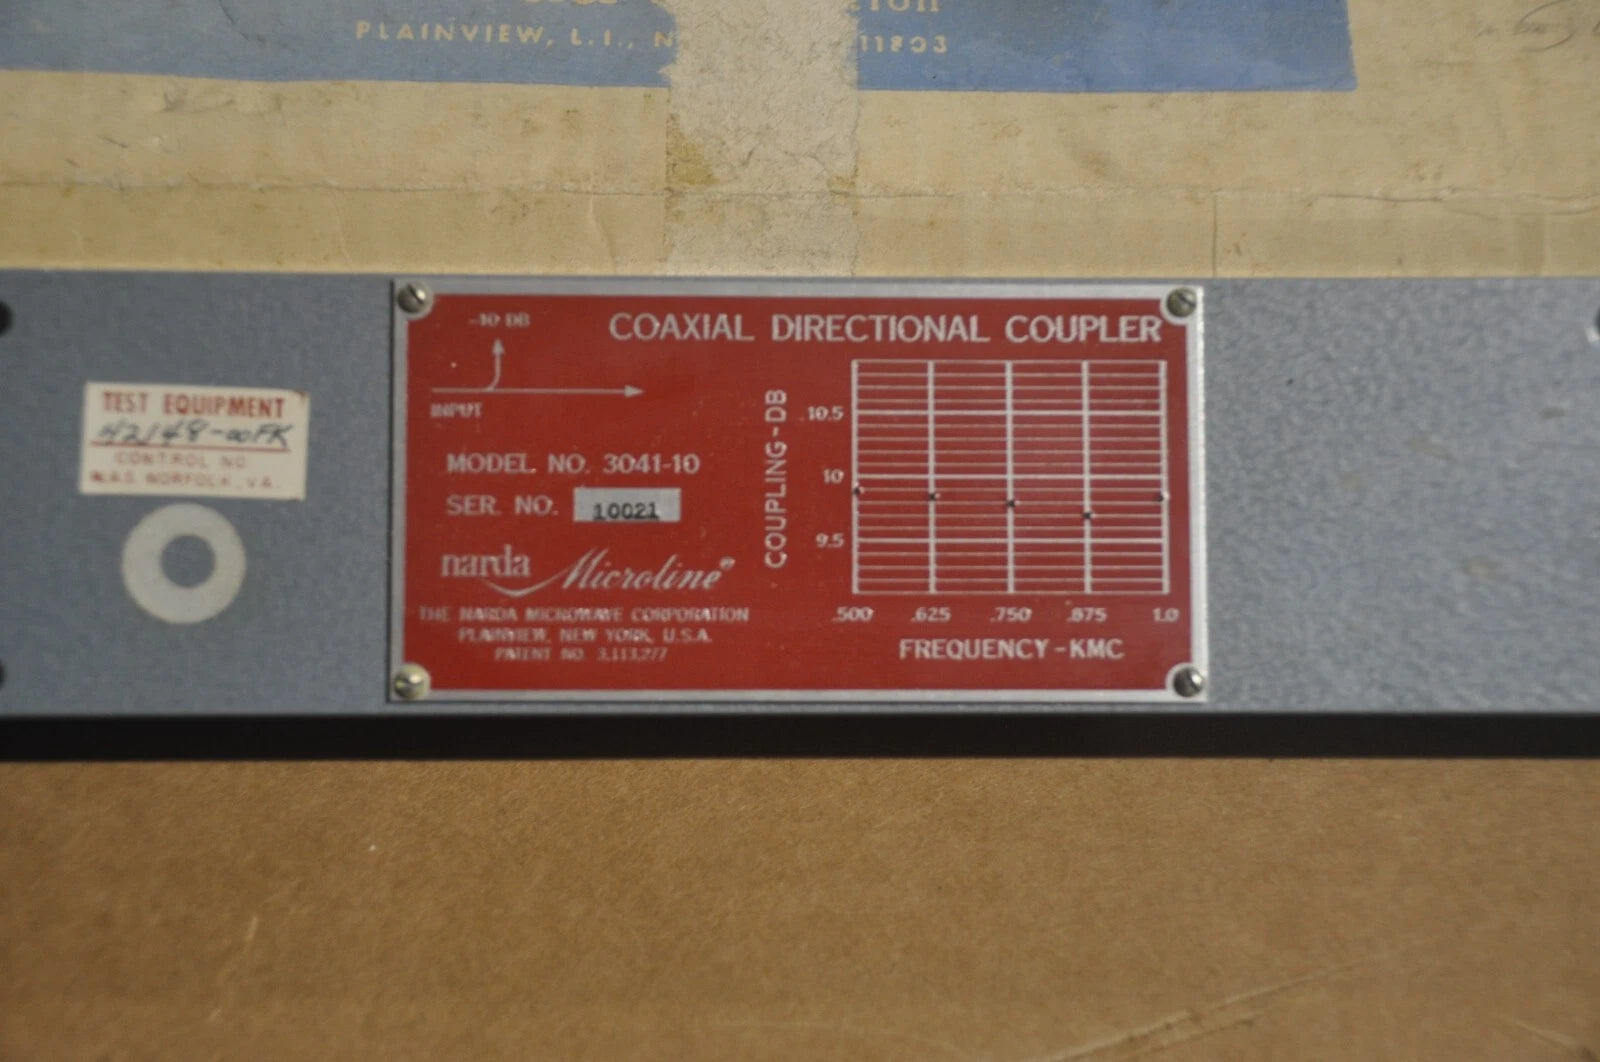 PLAINVIEW, L.I., N 11803
TEST EQUIPMENT
CONTROL NO.
N.A.S. NORFOLK, VA.
-10 DB
INPUT
COAXIAL DIRECTIONAL COUPLER
MODEL NO. 3041-10
SER. NO. 10021
narda Microline®
THE NARDA MICROWAVE CORPORATION
PLAINVIEW, NEW YORK, U.S.A.
PATENT NO. 3,113,277
COUPLING-DB
10.5
10
9.5
.500 .625 .750 .875 1.0
FREQUENCY-KMC